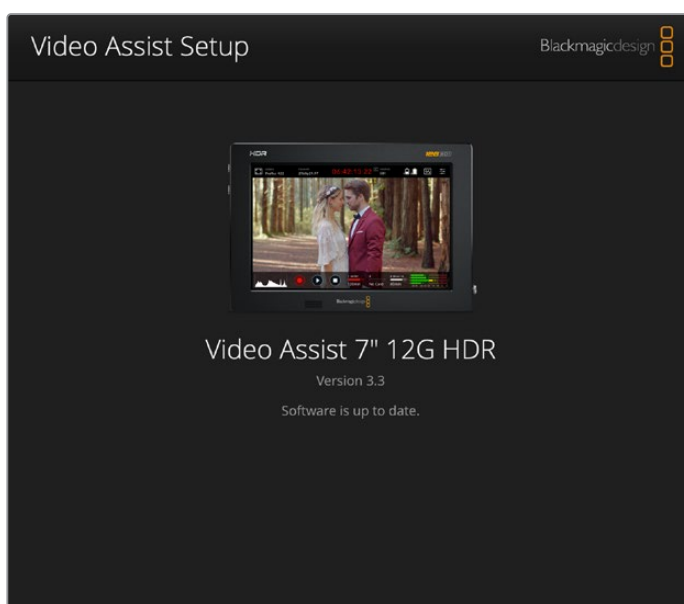 Video Assist Setup
Blackmagicdesign
HDR
Video Assist 7" 12G HDR
Version 3.3
Software is up to date.